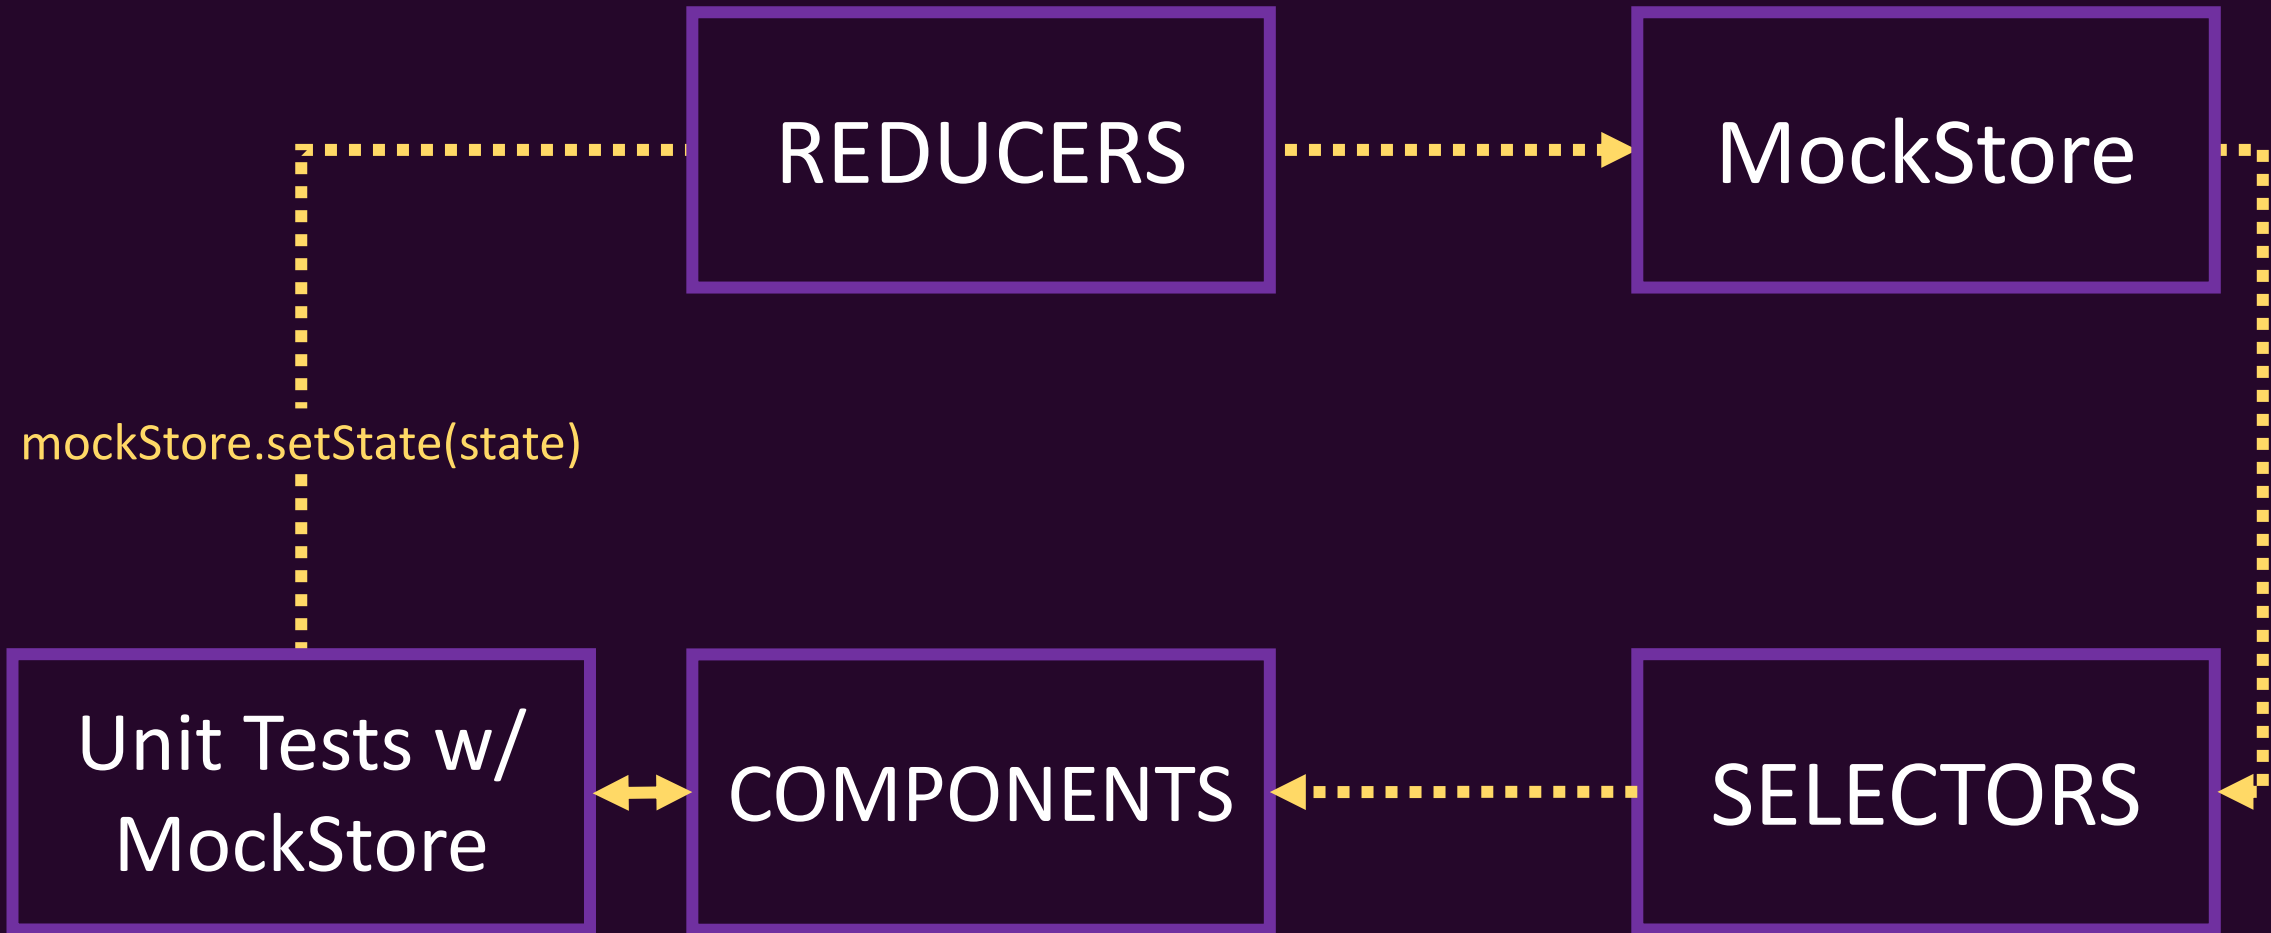 REDUCERS
MockStore
mockStore.setState(state)
Unit Tests w/
MockStore
COMPONENTS
SELECTORS